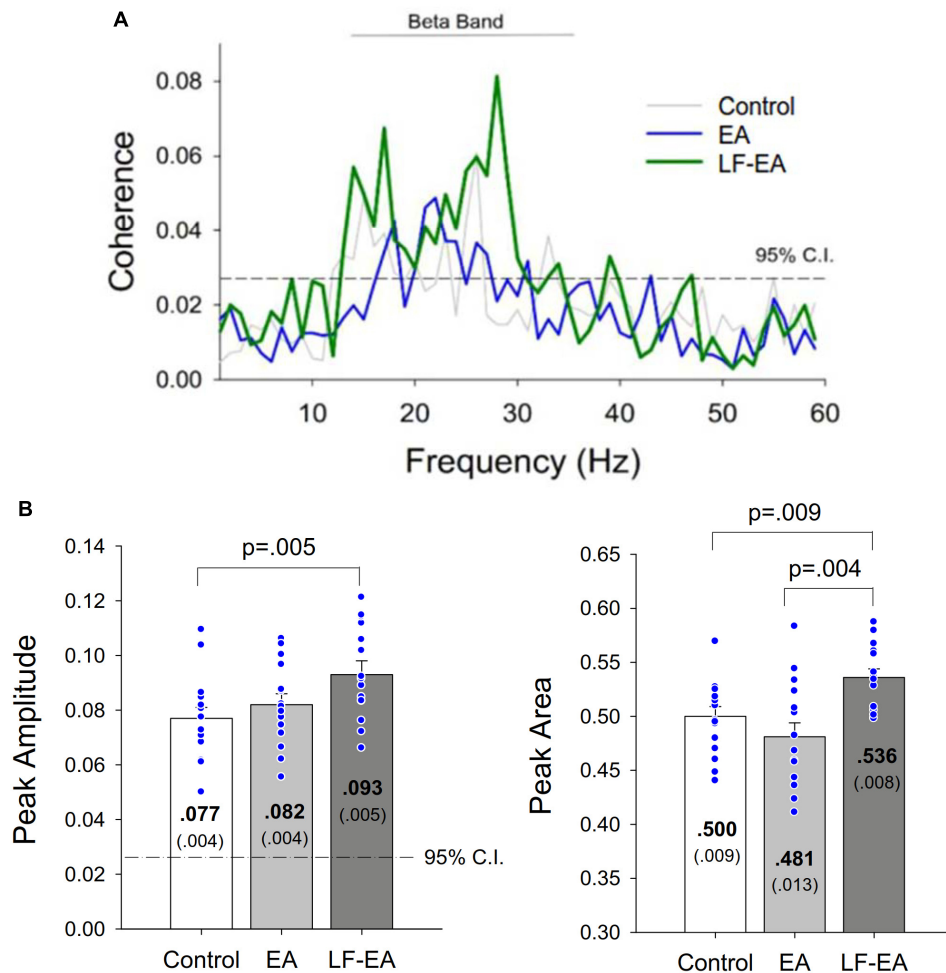 A
Beta Band
0.08
0.06
0.04
0.02
0.00
Coherence
Control
EA
LF-EA
95% C.I.
10 20 30 40 50 60
Frequency (Hz)
B
0.14
0.12
0.10
0.08
0.06
0.04
0.02
0.00
Peak Amplitude
p=.005
.077
(.004)
.082
(.004)
.093
(.005)
95% C.I.
Control EA LF-EA
0.65
0.60
0.55
0.50
0.45
0.40
0.35
0.30
Peak Area
p=.009
p=.004
.500
(.009)
.481
(.013)
.536
(.008)
Control EA LF-EA